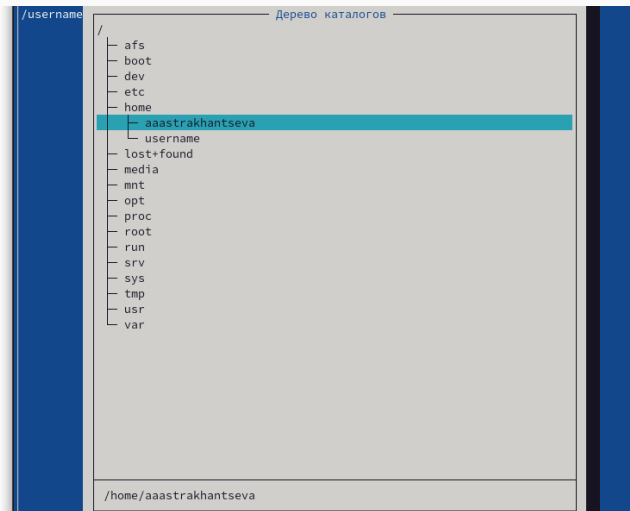 /username
Дерево каталогов
/
afs
boot
dev
etc
home
aaastrakhantseva
username
lost+found
media
mnt
opt
proc
root
run
srv
sys
tmp
usr
var
/home/aaastrakhantseva